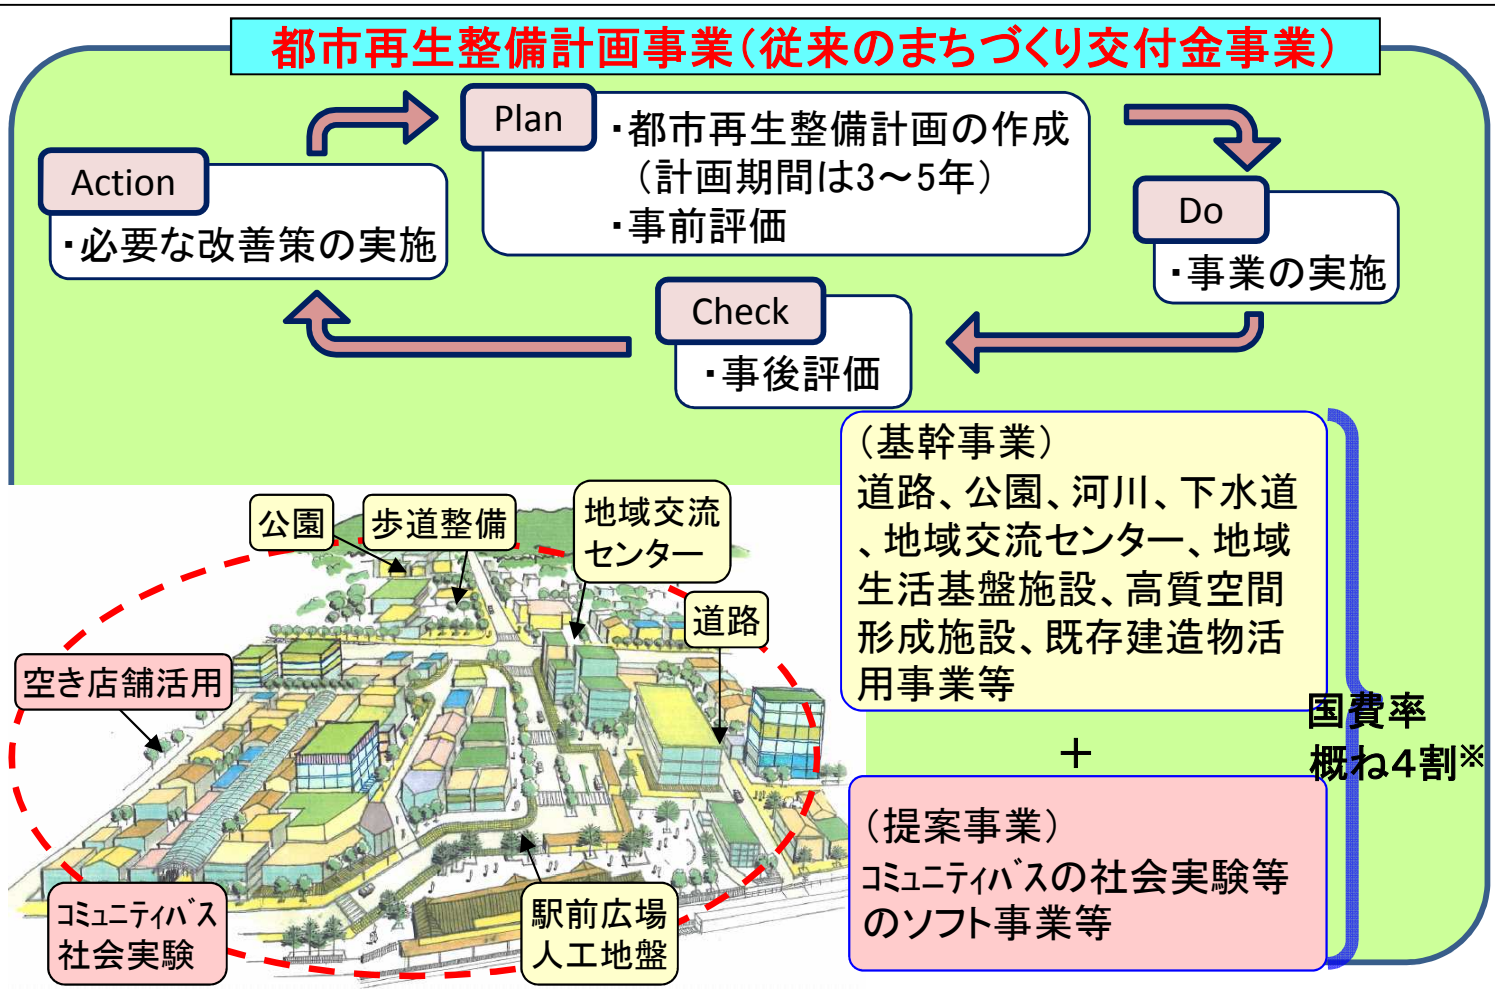 都市再生整備計画事業（従来のまちづくり交付金事業）
Plan
・都市再生整備計画の作成
（計画期間は3～5年）
・事前評価
Action
・必要な改善策の実施
Do
・事業の実施
Check
・事後評価
（基幹事業）
道路、公園、河川、下水道
、地域交流センター、地域
生活基盤施設、高質空間
形成施設、既存建造物活
用事業等
国費率
概ね４割※
＋
（提案事業）
ｺﾐｭﾆﾃｨﾊﾞｽの社会実験等
のソフト事業等
公園
歩道整備
地域交流
センター
道路
空き店舗活用
ｺﾐｭﾆﾃｨﾊﾞｽ
社会実験
駅前広場
人工地盤